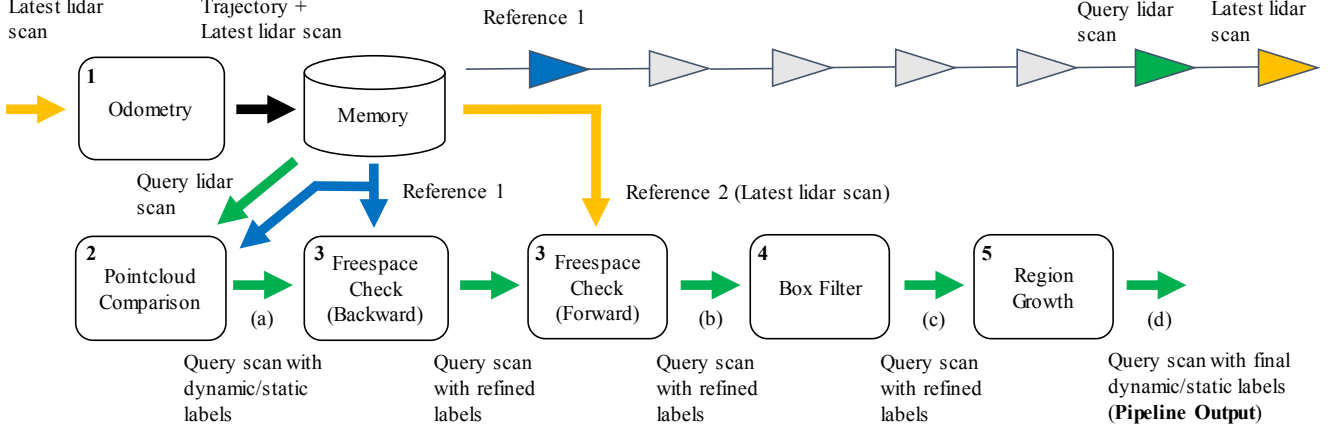 Latest lidar
scan
Trajectory +
Latest lidar scan
Reference 1
Query lidar
scan
Latest lidar
scan
1
Odometry
Memory
Query lidar
scan
Reference 1
Reference 2 (Latest lidar scan)
2
Pointcloud
Comparison
(a)
3
Freespace
Check
(Backward)
3
Freespace
Check
(Forward)
(b)
4
Box Filter
(c)
5
Region
Growth
(d)
Query scan with
dynamic/static
labels
Query scan
with refined
labels
Query scan
with refined
labels
Query scan
with refined
labels
Query scan with final
dynamic/static labels
(Pipeline Output)